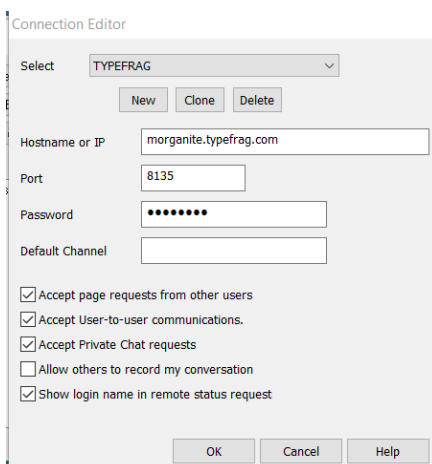 Connection Editor
Select TYPEFRAG
New Clone Delete
Hostname or IP morganite.typefrag.com
Port 8135
Password ●●●●●●●●
Default Channel
Accept page requests from other users
Accept User-to-user communications.
Accept Private Chat requests
Allow others to record my conversation
Show login name in remote status request
OK Cancel Help